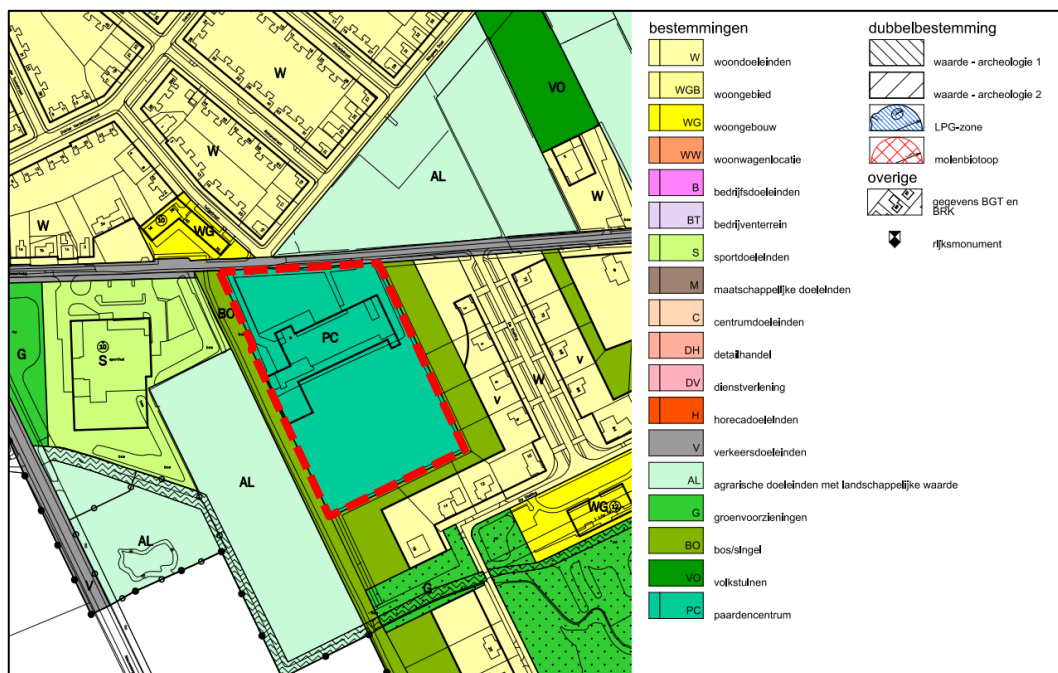 W
W
W
VO
AL
W
W
WG
BO
PC
G
S
sporthal
V
W
V
AL
AL
WG
V
G
bestemmingen
W woondoeleinden
WGB woongebied
WG woongebouw
WW woonwagenlocatie
B bedrijfsdoeleinden
BT bedrijventerrein
S sportdoeleinden
M maatschappelijke doeleinden
C centrumdoeleinden
DH detailhandel
DV dienstverlening
H horecadoeleinden
V verkeersdoeleinden
AL agrarische doeleinden met landschappelijke waarde
G groenvoorzieningen
BO bos/singel
VO volkstuinen
PC paardencentrum
dubbelbestemming
waarde - archeologie 1
waarde - archeologie 2
LPG-zone
molenbiotoop
overige
gegevens BGT en
BRK
rijksmonument